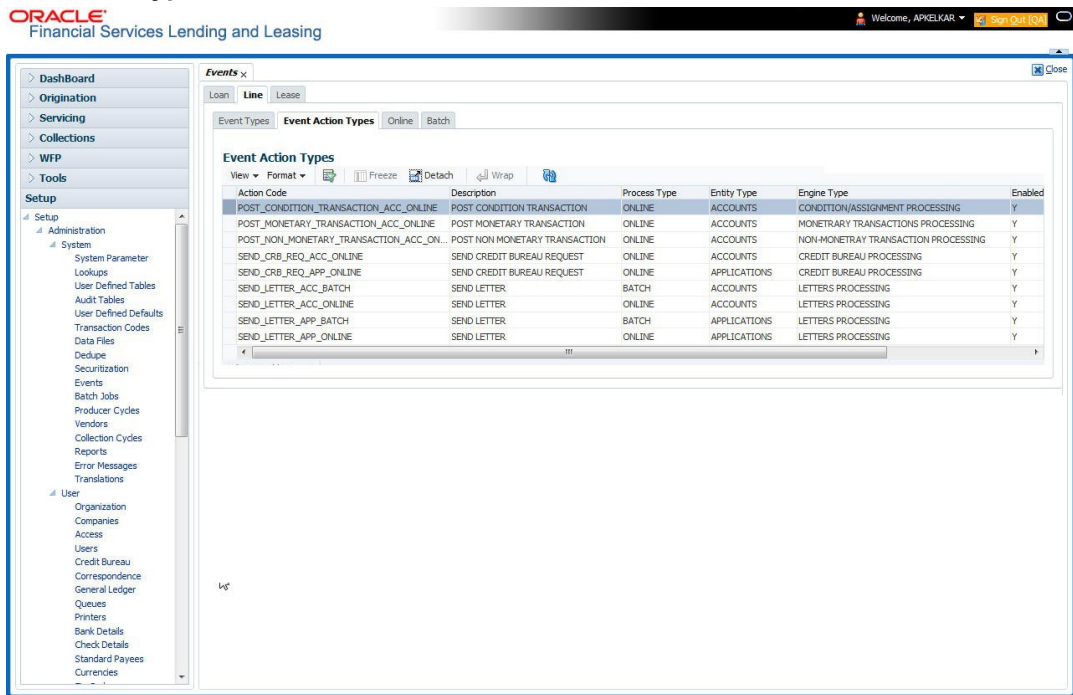 ORACLE
Financial Services Lending and Leasing
Welcome, APKELKAR
Sign Out [QA]
DashBoard
Origination
Servicing
Collections
WFP
Tools
Setup
Setup
Administration
System
System Parameter
Lookups
User Defined Tables
Audit Tables
User Defined Defaults
Transaction Codes
Data Files
Dedupe
Securitization
Events
Batch Jobs
Producer Cycles
Vendors
Collection Cycles
Reports
Error Messages
Translations
User
Organization
Companies
Access
Users
Credit Bureau
Correspondence
General Ledger
Queues
Printers
Bank Details
Check Details
Standard Payees
Currencies
Events
Close
Loan Line Lease
Event Types Event Action Types Online Batch
Event Action Types
View Format Freeze Detach Wrap
Action Code Description Process Type Entity Type Engine Type Enabled
POST_CONDITION_TRANSACTION_ACC_ONLINE POST CONDITION TRANSACTION ONLINE ACCOUNTS CONDITION/ASSIGNMENT PROCESSING Y
POST_MONETARY_TRANSACTION_ACC_ONLINE POST MONETARY TRANSACTION ONLINE ACCOUNTS MONETRARY TRANSACTIONS PROCESSING Y
POST_NON_MONETARY_TRANSACTION_ACC_ON... POST NON MONETARY TRANSACTION ONLINE ACCOUNTS NON-MONETRAY TRANSACTION PROCESSING Y
SEND_CRB_REQ_ACC_ONLINE SEND CREDIT BUREAU REQUEST ONLINE ACCOUNTS CREDIT BUREAU PROCESSING Y
SEND_CRB_REQ_APP_ONLINE SEND CREDIT BUREAU REQUEST ONLINE APPLICATIONS CREDIT BUREAU PROCESSING Y
SEND_LETTER_ACC_BATCH SEND LETTER BATCH ACCOUNTS LETTERS PROCESSING Y
SEND_LETTER_ACC_ONLINE SEND LETTER ONLINE ACCOUNTS LETTERS PROCESSING Y
SEND_LETTER_APP_BATCH SEND LETTER BATCH APPLICATIONS LETTERS PROCESSING Y
SEND_LETTER_APP_ONLINE SEND LETTER ONLINE APPLICATIONS LETTERS PROCESSING Y